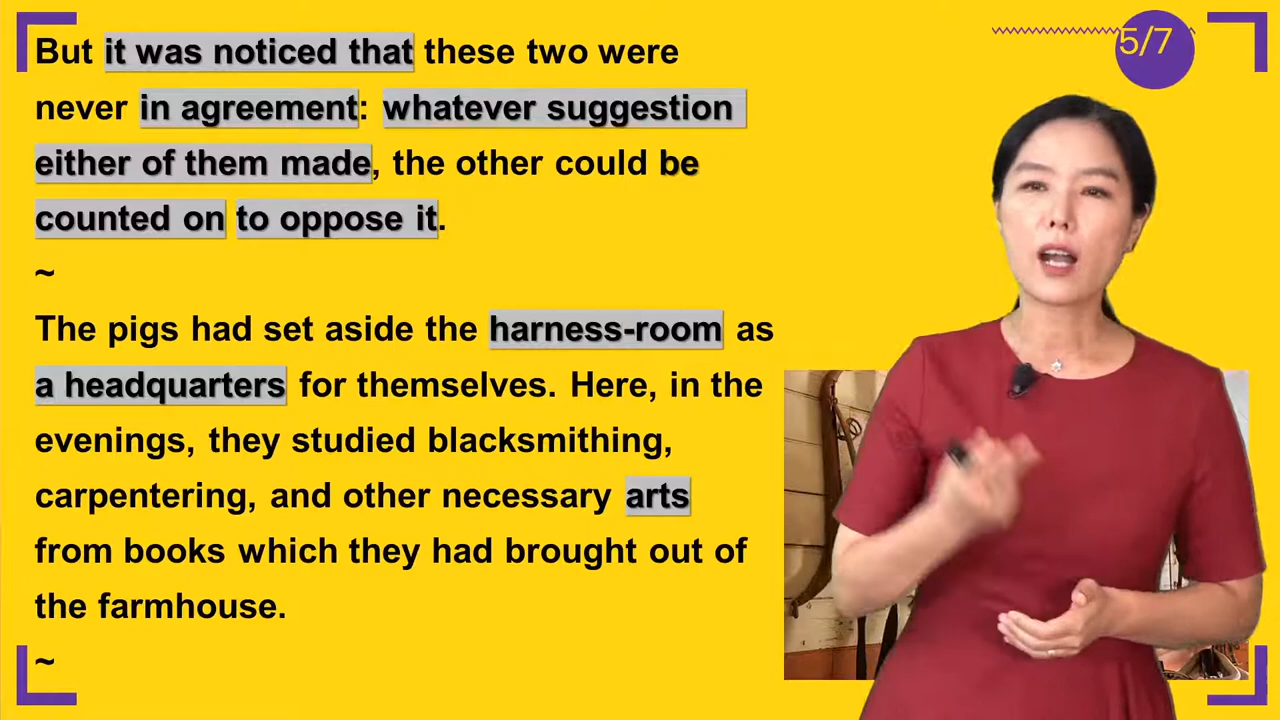 But it was noticed that these two were
never in agreement: whatever suggestion
either of them made, the other could be
counted on to oppose it.
~
The pigs had set aside the harness-room as
a headquarters for themselves. Here, in the
evenings, they studied blacksmithing,
carpentering, and other necessary arts
from books which they had brought out of
the farmhouse.
~
5/7